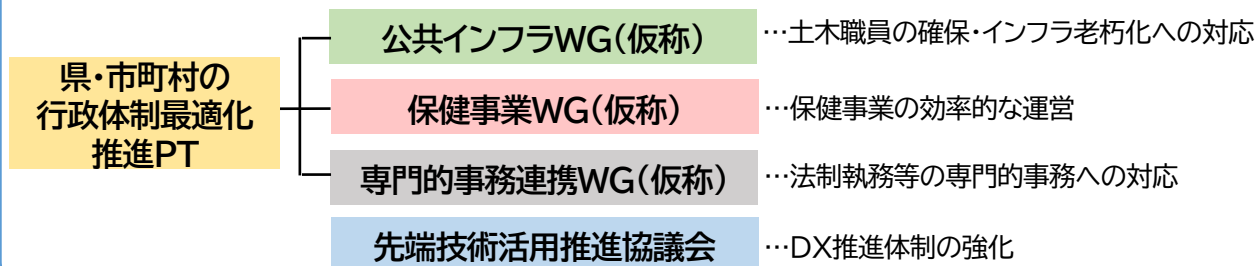 県・市町村の
行政体制最適化
推進PT
公共インフラWG(仮称) …土木職員の確保・インフラ老朽化への対応
保健事業WG(仮称) …保健事業の効率的な運営
専門的事務連携WG(仮称) …法制執務等の専門的事務への対応
先端技術活用推進協議会 …DX推進体制の強化